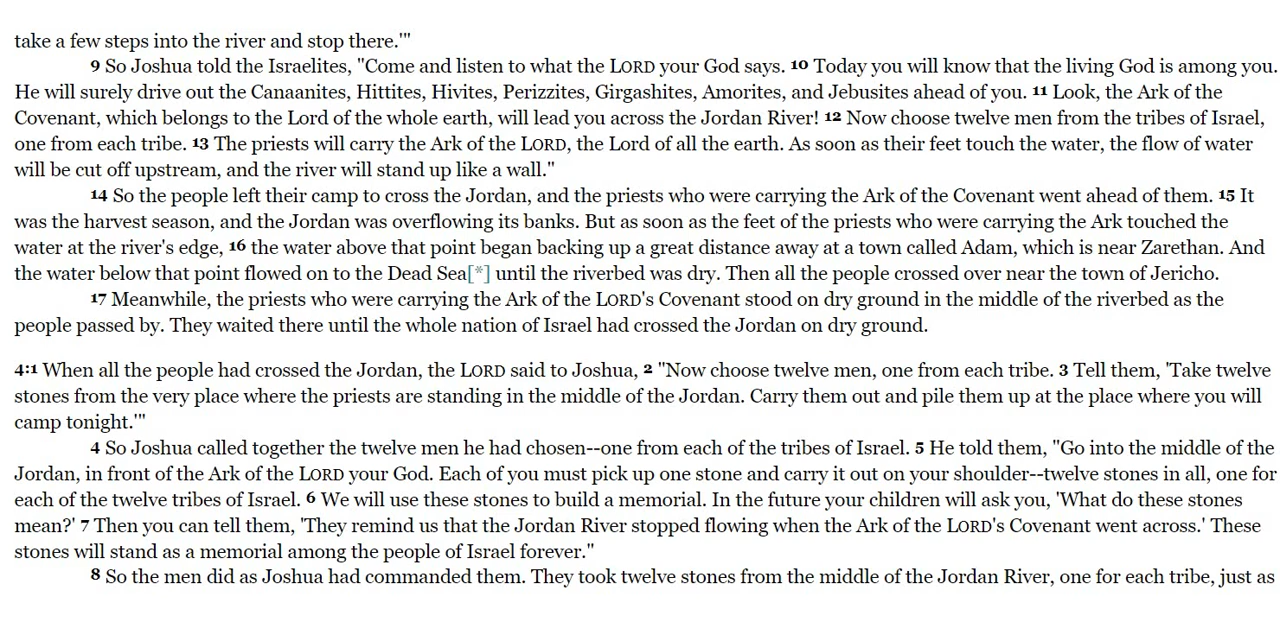 take a few steps into the river and stop there.'"
9 So Joshua told the Israelites, "Come and listen to what the LORD your God says. 10 Today you will know that the living God is among you.
He will surely drive out the Canaanites, Hittites, Hivites, Perizzites, Girgashites, Amorites, and Jebusites ahead of you. 11 Look, the Ark of the
Covenant, which belongs to the Lord of the whole earth, will lead you across the Jordan River! 12 Now choose twelve men from the tribes of Israel,
one from each tribe. 13 The priests will carry the Ark of the LORD, the Lord of all the earth. As soon as their feet touch the water, the flow of water
will be cut off upstream, and the river will stand up like a wall."
14 So the people left their camp to cross the Jordan, and the priests who were carrying the Ark of the Covenant went ahead of them. 15 It
was the harvest season, and the Jordan was overflowing its banks. But as soon as the feet of the priests who were carrying the Ark touched the
water at the river's edge, 16 the water above that point began backing up a great distance away at a town called Adam, which is near Zarethan. And
the water below that point flowed on to the Dead Sea[*] until the riverbed was dry. Then all the people crossed over near the town of Jericho.
17 Meanwhile, the priests who were carrying the Ark of the LORD's Covenant stood on dry ground in the middle of the riverbed as the
people passed by. They waited there until the whole nation of Israel had crossed the Jordan on dry ground.
4:1 When all the people had crossed the Jordan, the LORD said to Joshua, 2 "Now choose twelve men, one from each tribe. 3 Tell them, 'Take twelve
stones from the very place where the priests are standing in the middle of the Jordan. Carry them out and pile them up at the place where you will
camp tonight.'"
4 So Joshua called together the twelve men he had chosen--one from each of the tribes of Israel. 5 He told them, "Go into the middle of the
Jordan, in front of the Ark of the LORD your God. Each of you must pick up one stone and carry it out on your shoulder--twelve stones in all, one for
each of the twelve tribes of Israel. 6 We will use these stones to build a memorial. In the future your children will ask you, 'What do these stones
mean?' 7 Then you can tell them, 'They remind us that the Jordan River stopped flowing when the Ark of the LORD's Covenant went across.' These
stones will stand as a memorial among the people of Israel forever."
8 So the men did as Joshua had commanded them. They took twelve stones from the middle of the Jordan River, one for each tribe, just as